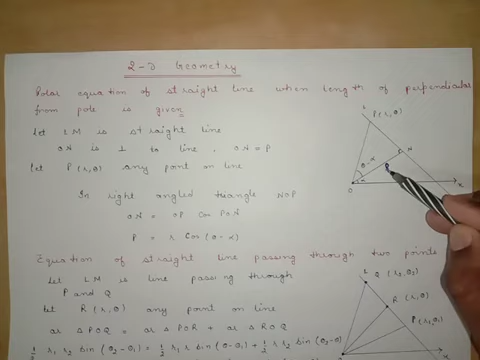 2-D Geometry
Polar equation of straight line when length of perpendicular
from pole is given
Let LM is straight line
ON is ⊥ to line, ON = P
Let P(r,θ) any point on line
In right angled triangle NOP
ON = OP Cos PON
P = r Cos (θ-α)
L
P(r,θ)
N
θ-α
α
P
O
X
Equation of straight line passing through two points
Let LM is line passing through
P and Q
Let R(r,θ) any point on line
ar △POQ = ar △POR + ar △ROQ
1/2 r1 r2 sin (θ2-θ1) = 1/2 r1 r sin (θ-θ1) + 1/2 r r2 sin (θ2-θ)
L
Q (r2,θ2)
R (r,θ)
P(r1,θ1)